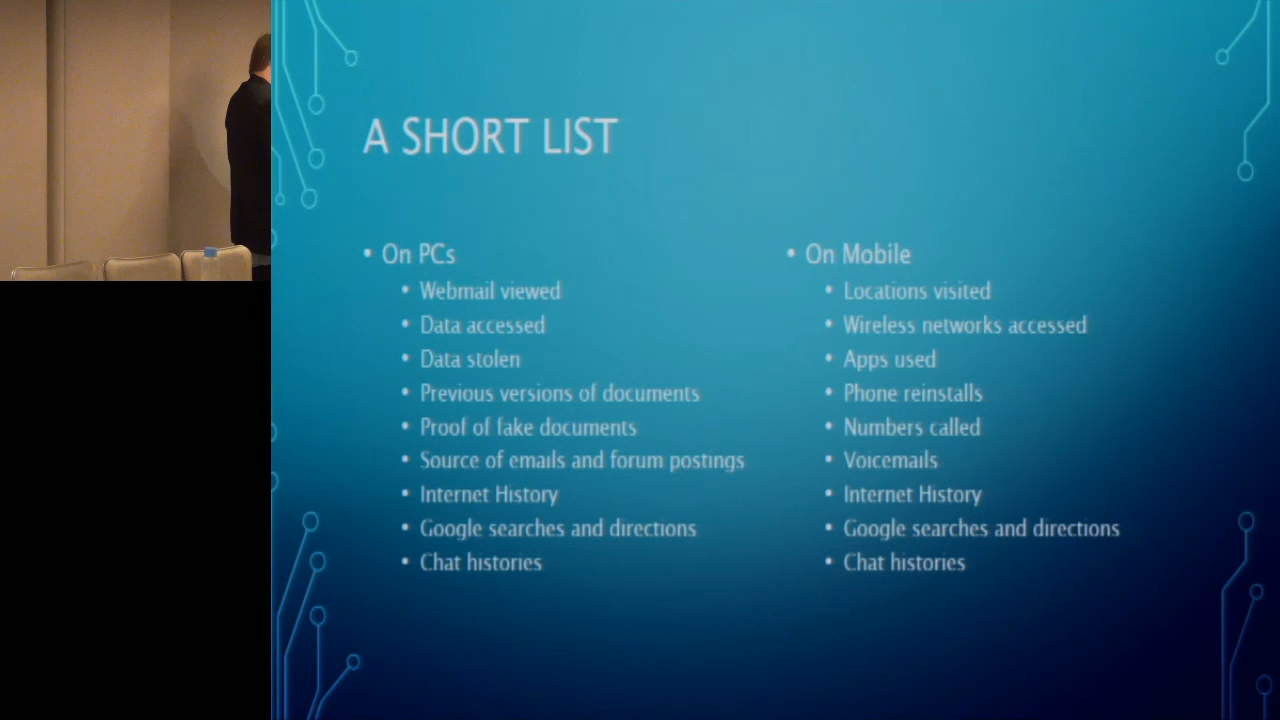 A SHORT LIST
• On PCs
• Webmail viewed
• Data accessed
• Data stolen
• Previous versions of documents
• Proof of fake documents
• Source of emails and forum postings
• Internet History
• Google searches and directions
• Chat histories
• On Mobile
• Locations visited
• Wireless networks accessed
• Apps used
• Phone reinstalls
• Numbers called
• Voicemails
• Internet History
• Google searches and directions
• Chat histories